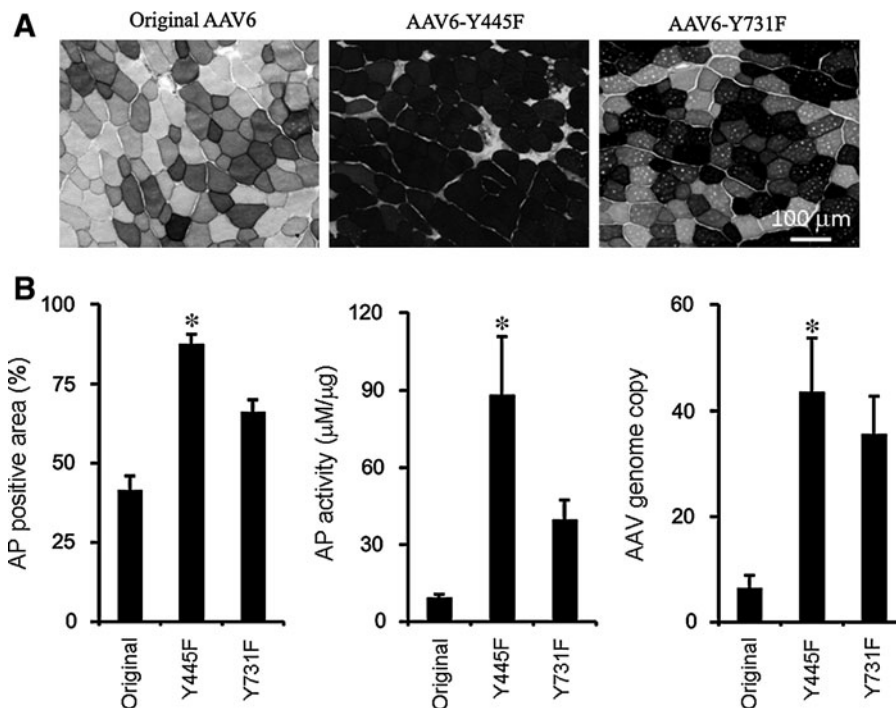 A
Original AAV6
AAV6-Y445F
AAV6-Y731F
100 μm
B
AP positive area (%)
100
75
50
25
0
*
Original
Y445F
Y731F
AP activity (μM/μg)
120
90
60
30
0
*
Original
Y445F
Y731F
AAV genome copy
60
40
20
0
*
Original
Y445F
Y731F